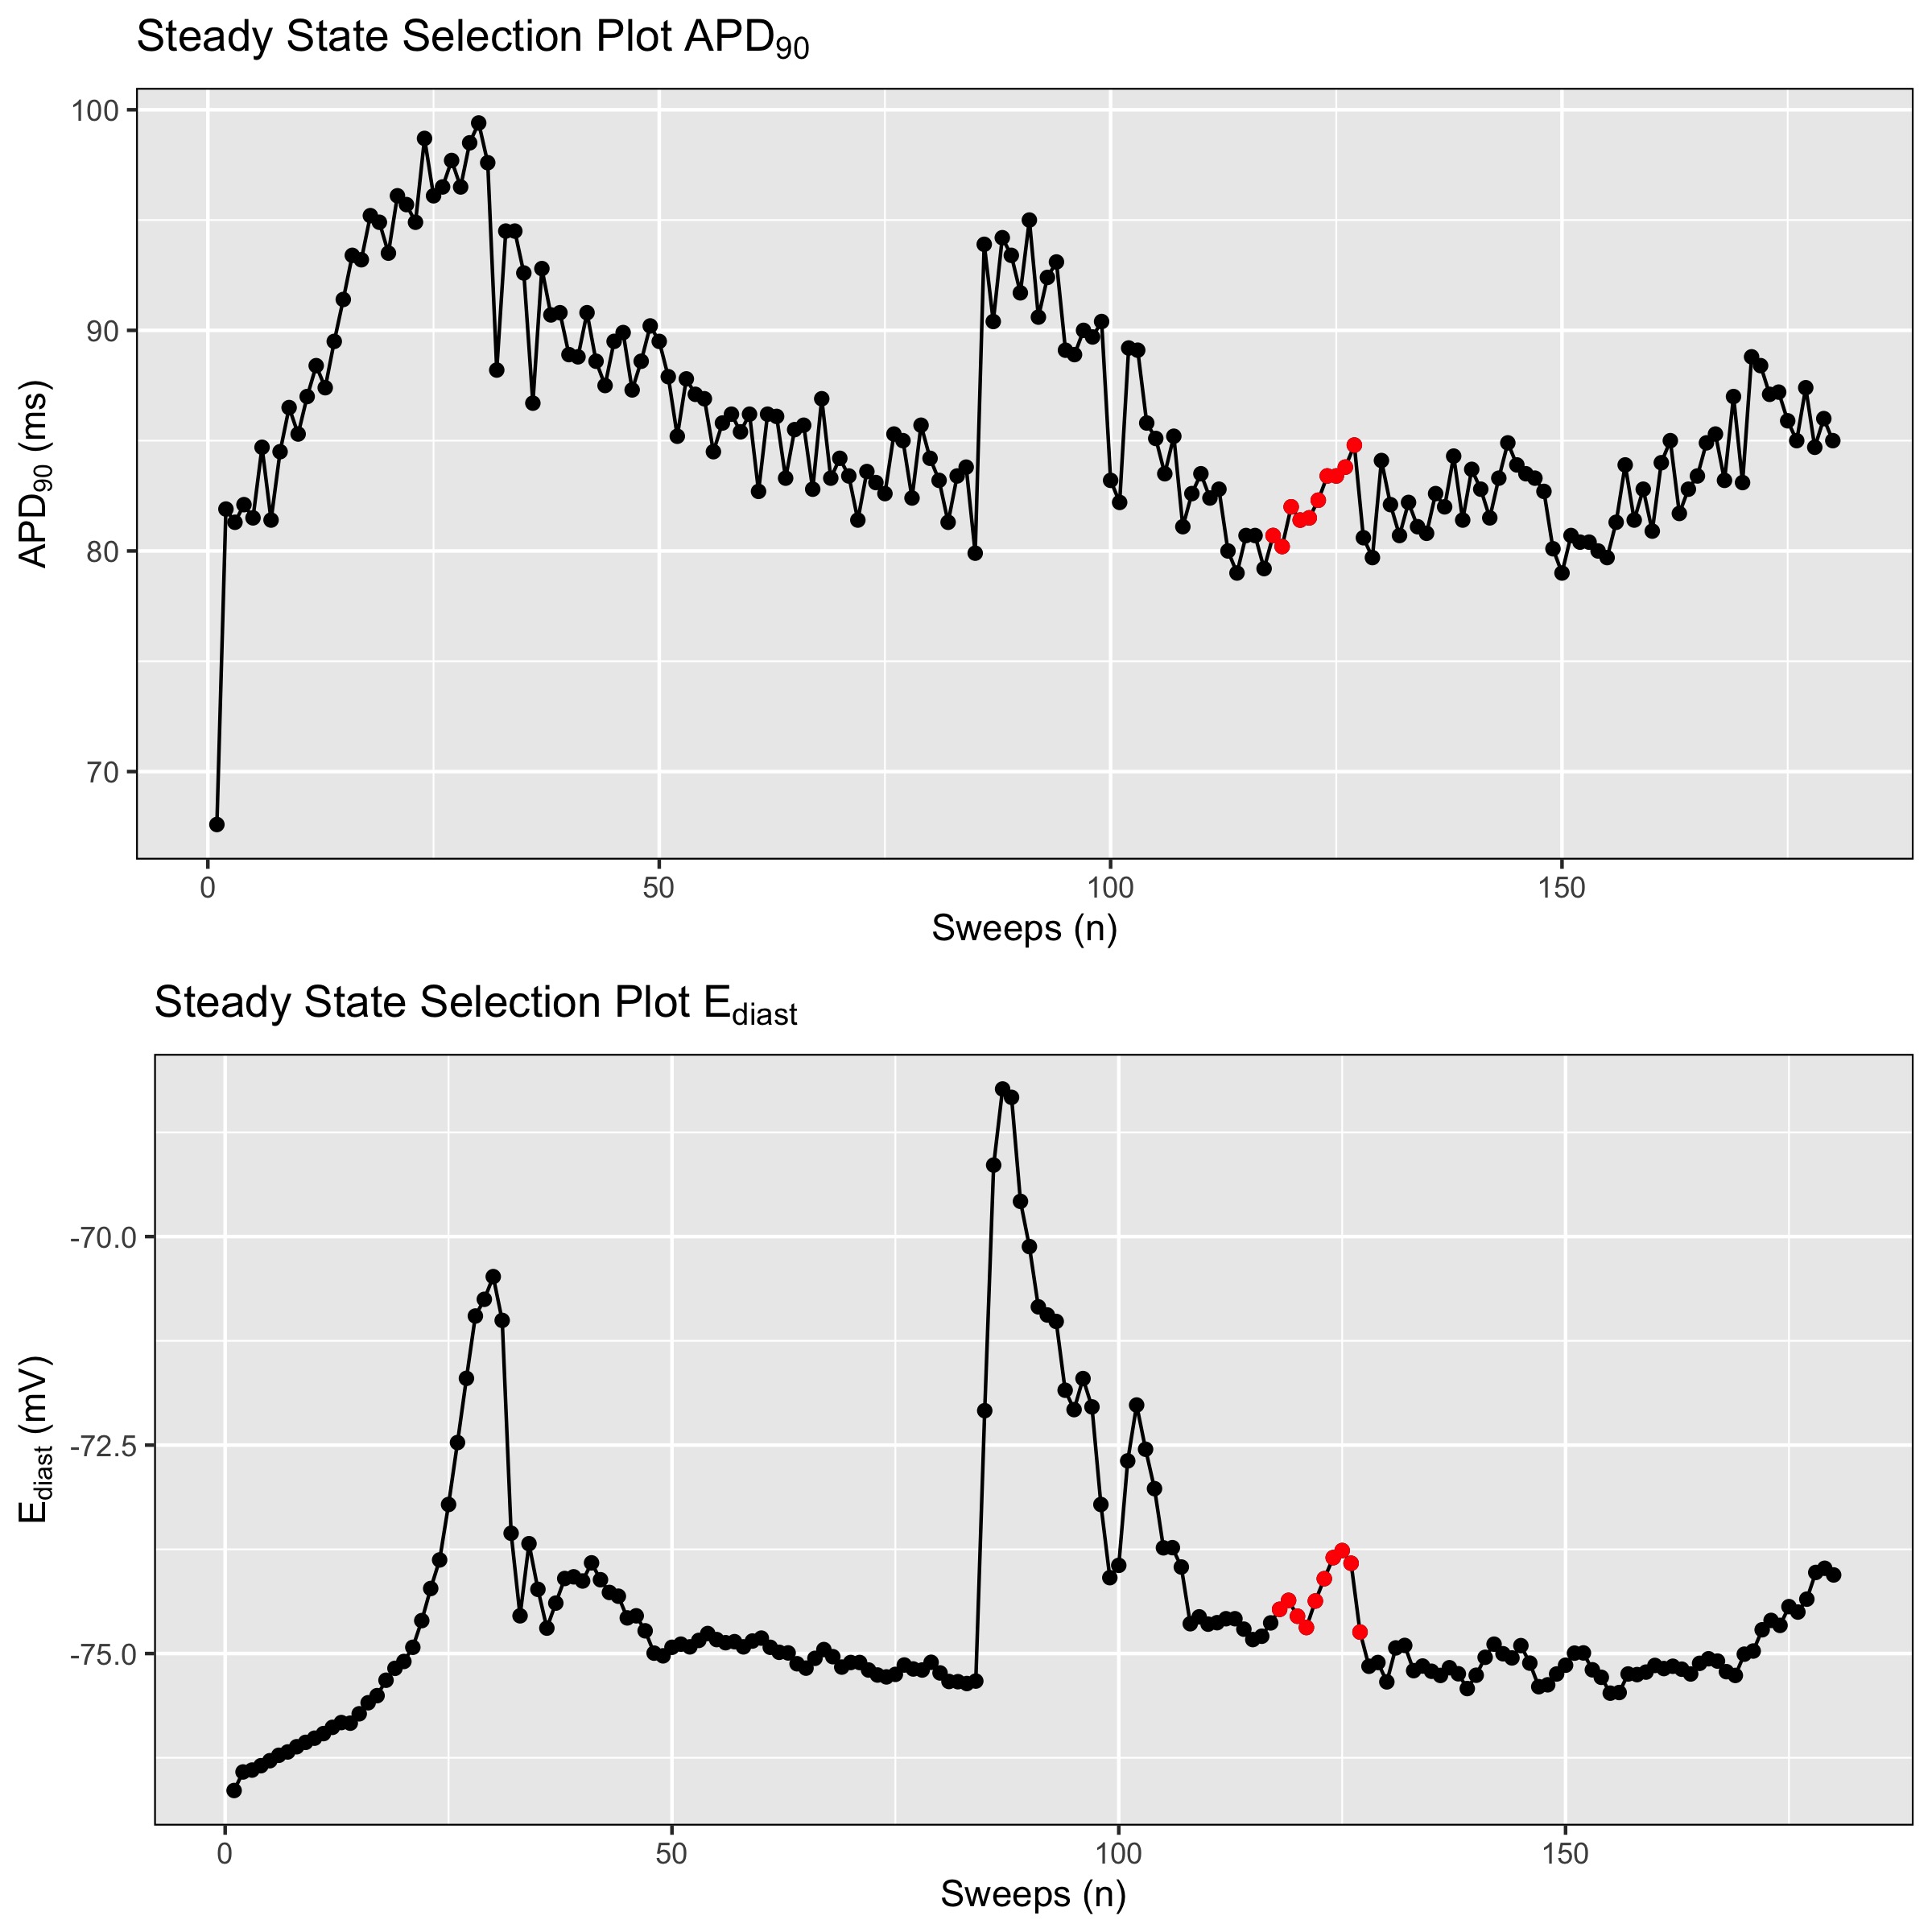 Steady State Selection Plot APD90
100
90
80
70
APD90 (ms)
0 50 100 150
Sweeps (n)
Steady State Selection Plot Ediast
-70.0
-72.5
-75.0
Ediast (mV)
0 50 100 150
Sweeps (n)